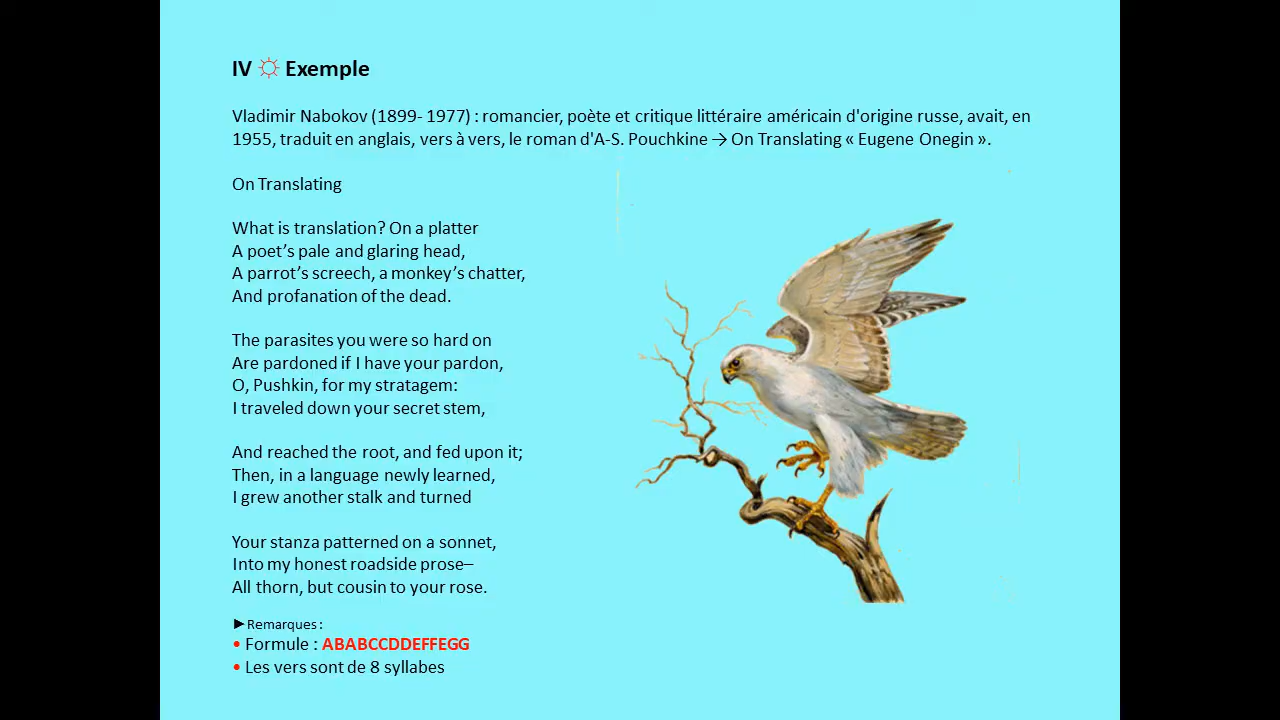 IV ☼ Exemple
Vladimir Nabokov (1899- 1977) : romancier, poète et critique littéraire américain d'origine russe, avait, en
1955, traduit en anglais, vers à vers, le roman d'A-S. Pouchkine → On Translating « Eugene Onegin ».
On Translating
What is translation? On a platter
A poet’s pale and glaring head,
A parrot’s screech, a monkey’s chatter,
And profanation of the dead.
The parasites you were so hard on
Are pardoned if I have your pardon,
O, Pushkin, for my stratagem:
I traveled down your secret stem,
And reached the root, and fed upon it;
Then, in a language newly learned,
I grew another stalk and turned
Your stanza patterned on a sonnet,
Into my honest roadside prose–
All thorn, but cousin to your rose.
►Remarques :
• Formule : ABABCCDDEFFEGG
• Les vers sont de 8 syllabes